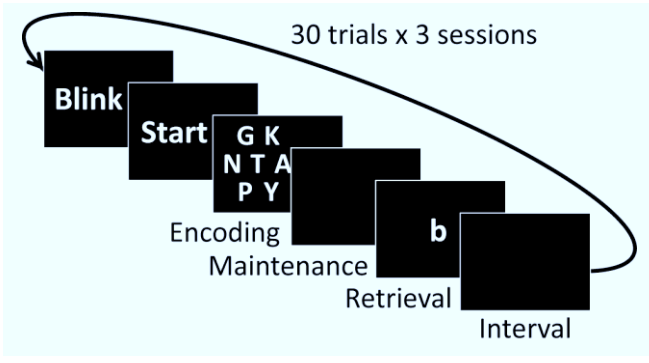 30 trials x 3 sessions
Blink
Start
G K
N T A
P Y
Encoding
Maintenance
b
Retrieval
Interval